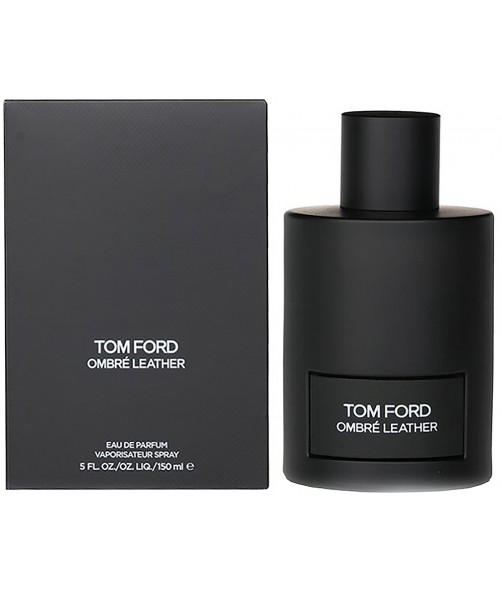 TOM FORD
OMBRÉ LEATHER
EAU DE PARFUM
VAPORISATEUR SPRAY
5 FL. OZ./OZ. LIQ./150 ml ℮
TOM FORD
OMBRÉ LEATHER